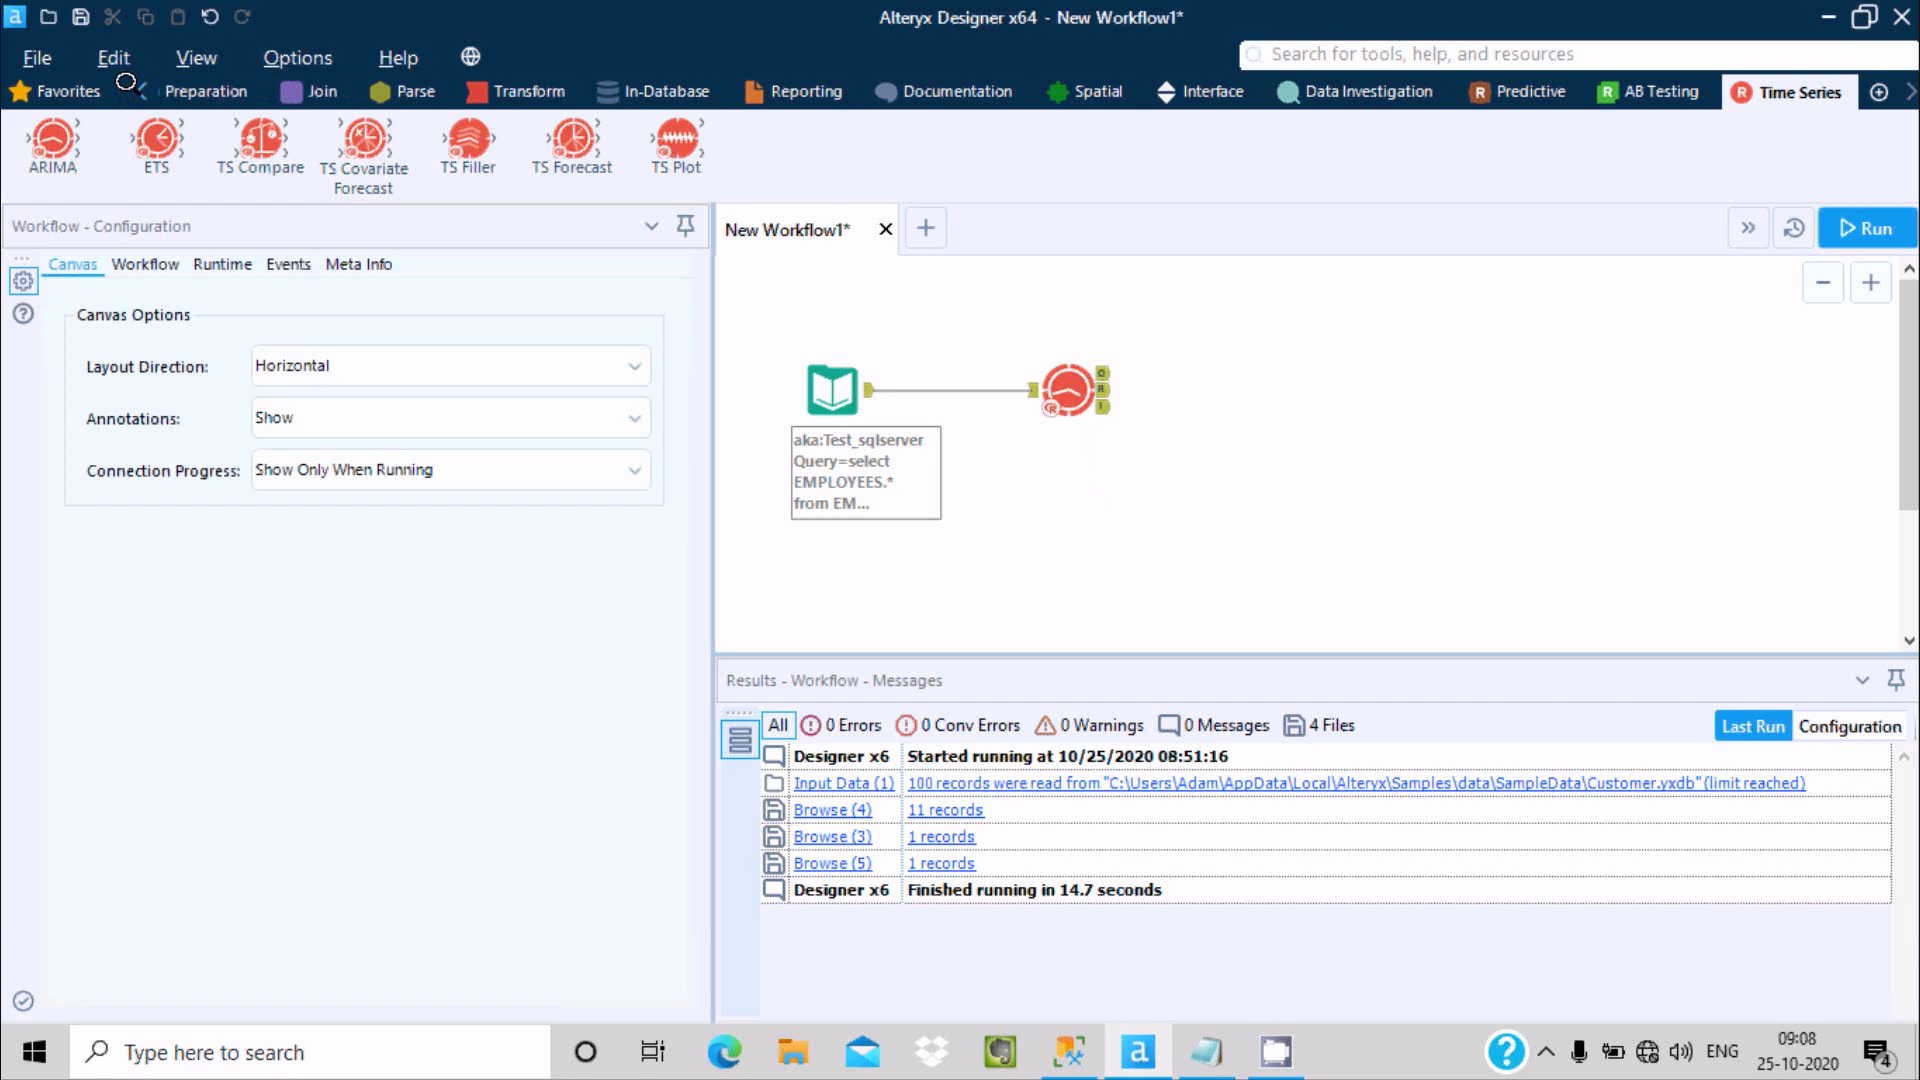 Alteryx Designer x64 - New Workflow1*
File Edit View Options Help
Search for tools, help, and resources
Favorites Preparation Join Parse Transform In-Database Reporting Documentation Spatial Interface Data Investigation Predictive AB Testing Time Series
ARIMA ETS TS Compare TS Covariate Forecast TS Filler TS Forecast TS Plot
Workflow - Configuration
Canvas Workflow Runtime Events Meta Info
Canvas Options
Layout Direction: Horizontal
Annotations: Show
Connection Progress: Show Only When Running
New Workflow1*
Run
aka:Test_sqlserver
Query=select
EMPLOYEES.*
from EM...
Results - Workflow - Messages
All 0 Errors 0 Conv Errors 0 Warnings 0 Messages 4 Files Last Run Configuration
Designer x6 Started running at 10/25/2020 08:51:16
Input Data (1) 100 records were read from "C:\Users\Adam\AppData\Local\Alteryx\Samples\data\SampleData\Customer.yxdb" (limit reached)
Browse (4) 11 records
Browse (3) 1 records
Browse (5) 1 records
Designer x6 Finished running in 14.7 seconds
Type here to search
ENG
09:08
25-10-2020
4